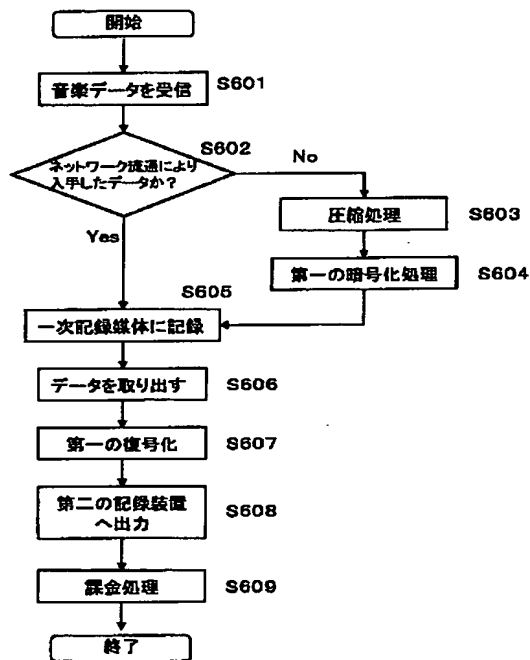 開始
音楽データを受信
S601
S602
ネットワーク流通により
入手したデータか？
No
Yes
圧縮処理
S603
第一の暗号化処理
S604
S605
一次記録媒体に記録
データを取り出す
S606
第一の復号化
S607
第二の記録装置
へ出力
S608
課金処理
S609
終了